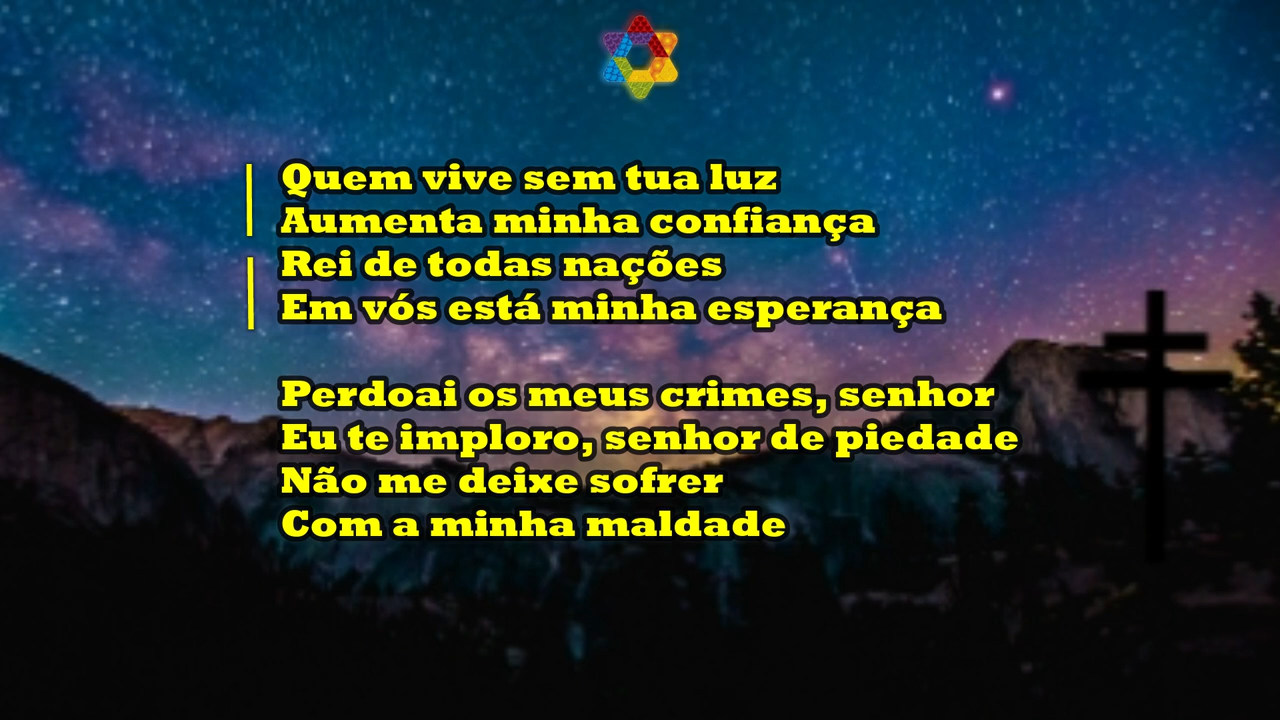 Quem vive sem tua luz
Aumenta minha confiança
Rei de todas nações
Em vós está minha esperança
Perdoai os meus crimes, senhor
Eu te imploro, senhor de piedade
Não me deixe sofrer
Com a minha maldade